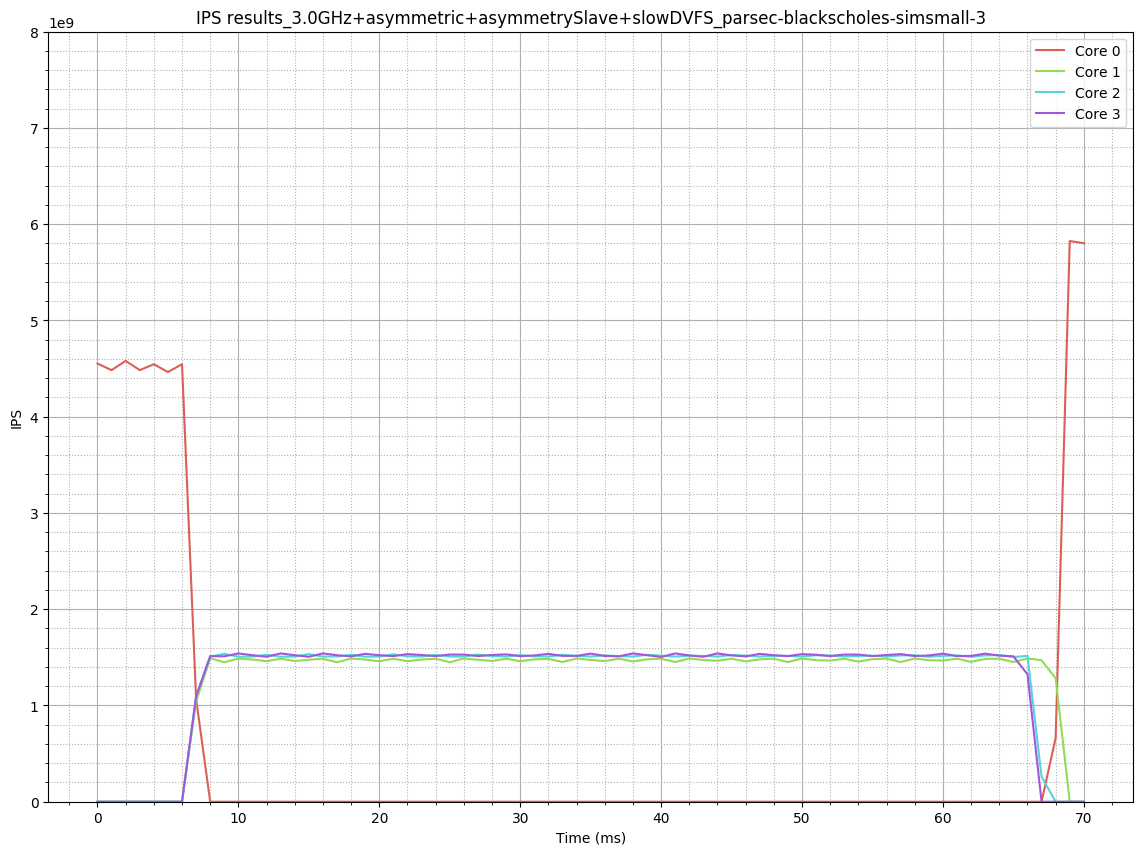 IPS results_3.0GHz+asymmetric+asymmetrySlave+slowDVFS_parsec-blackscholes-simsmall-3
1e9
8
7
6
5
4
3
2
1
0
IPS
Core 0
Core 1
Core 2
Core 3
0 10 20 30 40 50 60 70
Time (ms)